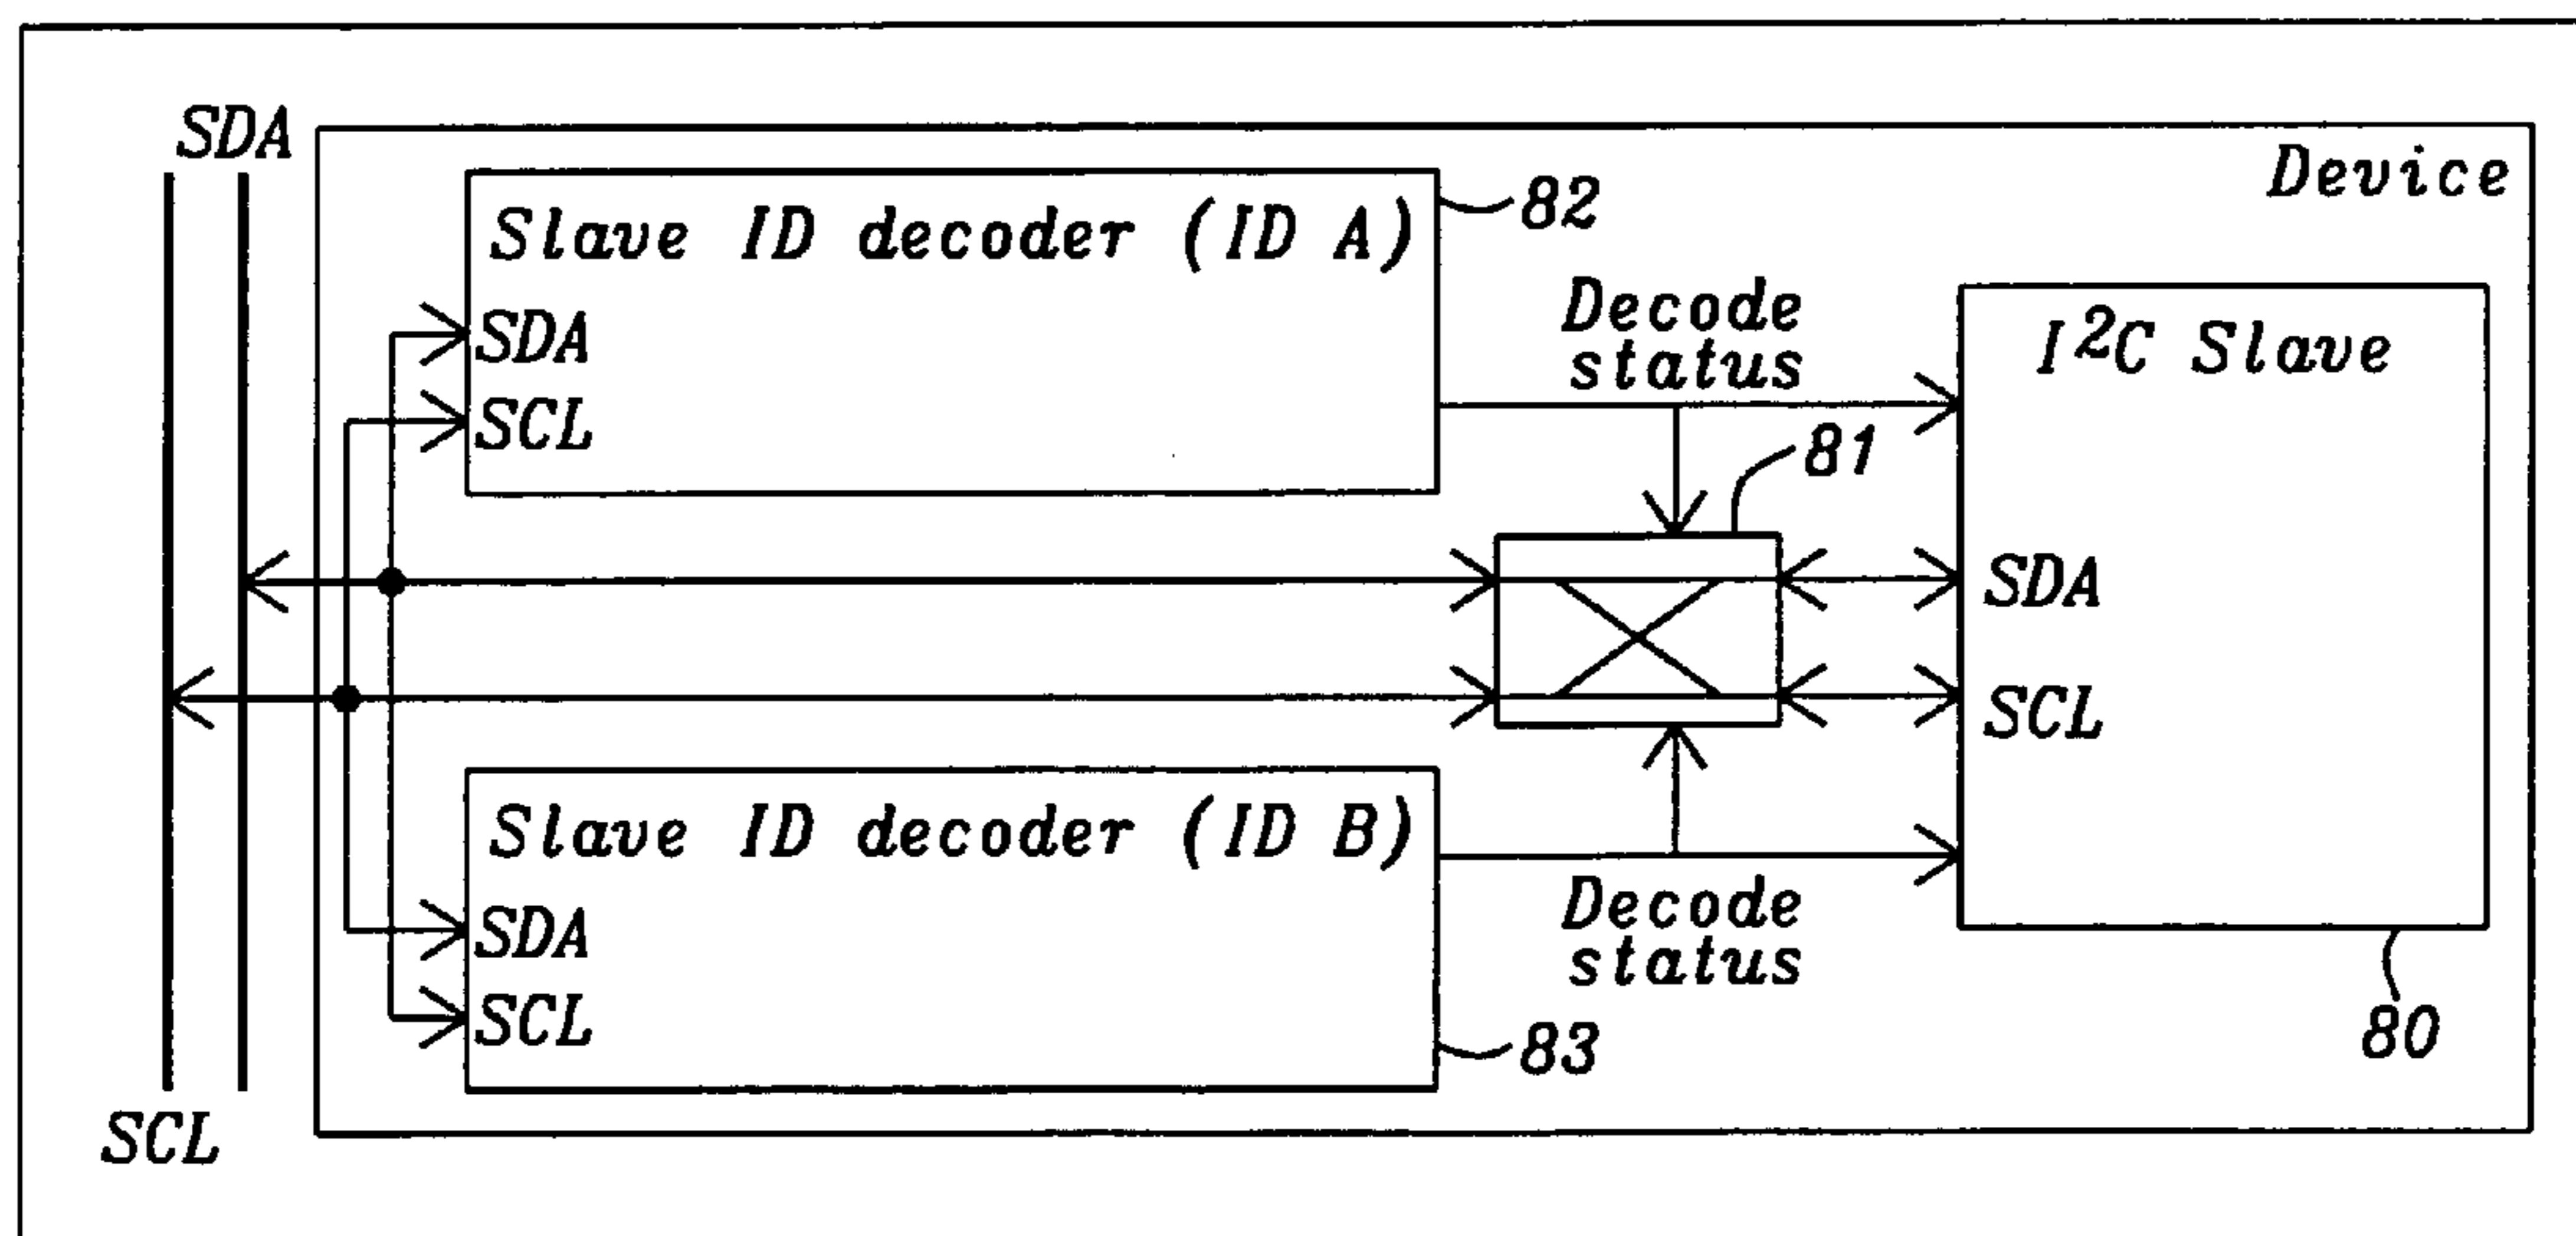 SDA
Device
Slave ID decoder (ID A)
82
SDA
SCL
Decode
status
I²C Slave
81
SDA
SCL
Slave ID decoder (ID B)
SDA
SCL
Decode
status
83
80
SCL